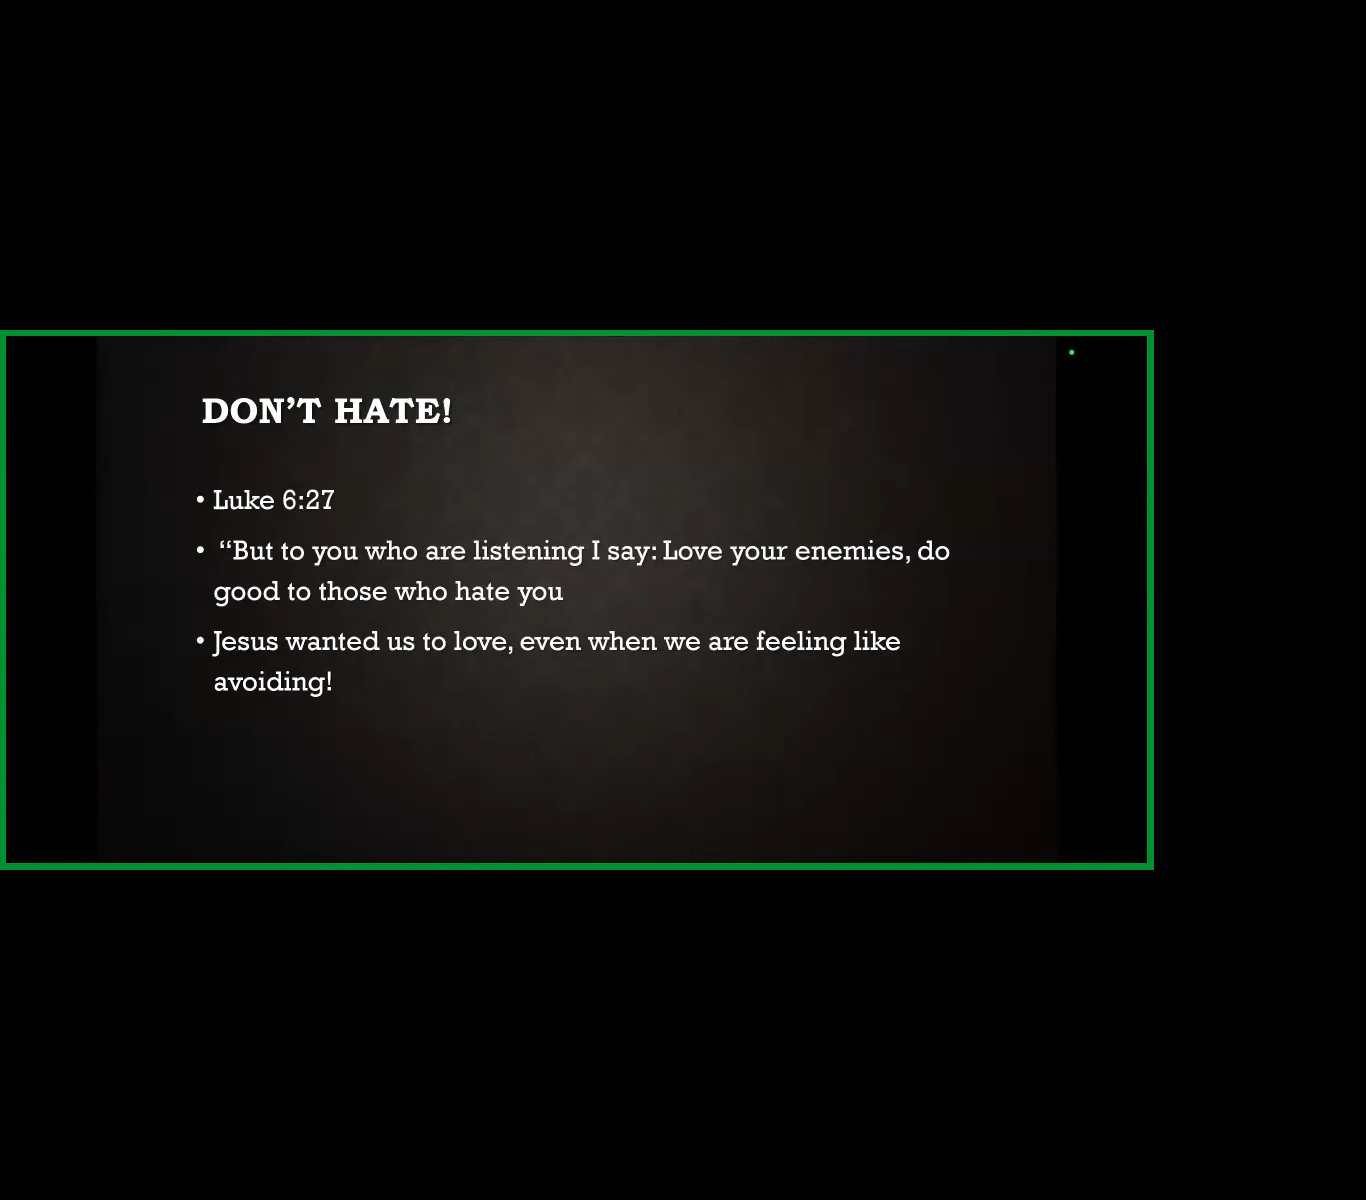 DON’T HATE!
• Luke 6:27
• “But to you who are listening I say: Love your enemies, do
good to those who hate you
• Jesus wanted us to love, even when we are feeling like
avoiding!